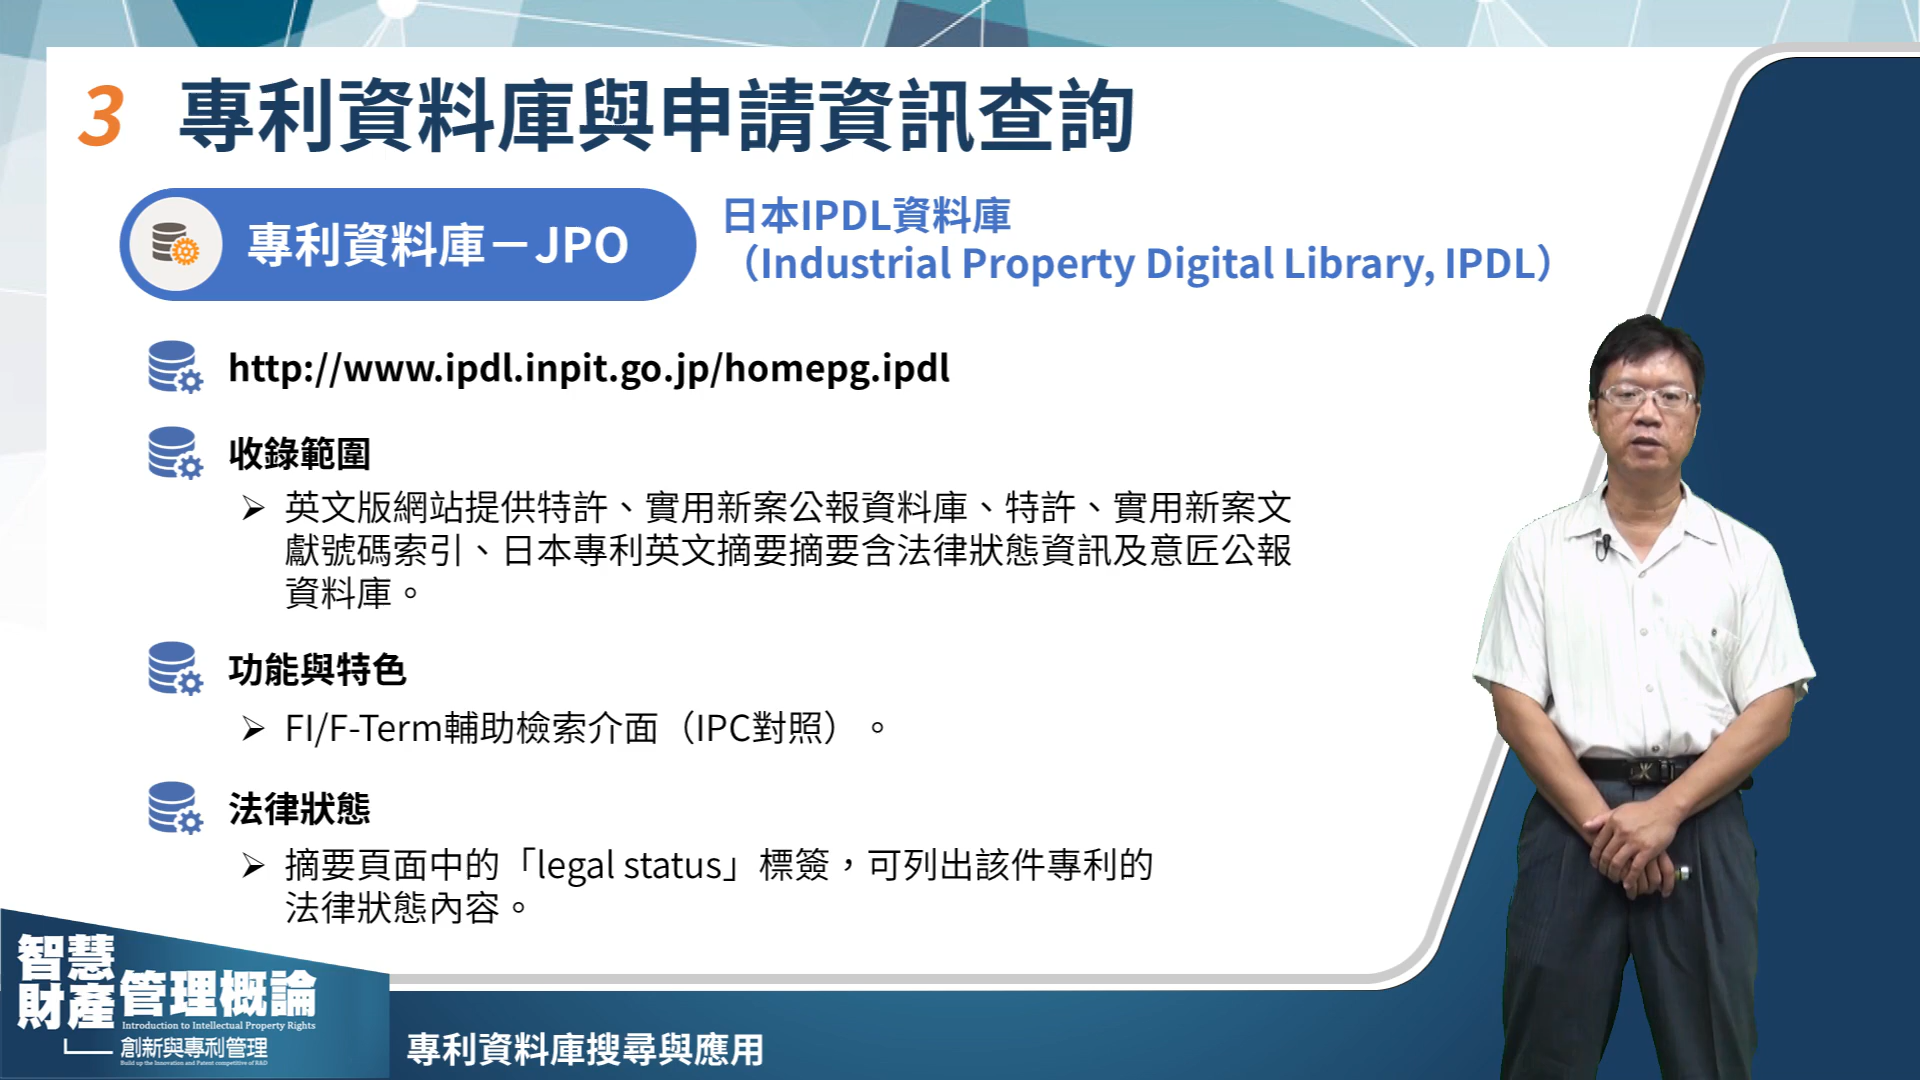 3 專利資料庫與申請資訊查詢
專利資料庫－JPO
日本IPDL資料庫
（Industrial Property Digital Library, IPDL）
http://www.ipdl.inpit.go.jp/homepg.ipdl
收錄範圍
➢ 英文版網站提供特許、實用新案公報資料庫、特許、實用新案文
獻號碼索引、日本專利英文摘要摘要含法律狀態資訊及意匠公報
資料庫。
功能與特色
➢ FI/F-Term輔助檢索介面（IPC對照）。
法律狀態
➢ 摘要頁面中的「legal status」標簽，可列出該件專利的
法律狀態內容。
智慧
財產管理概論
Introduction to Intellectual Property Rights
創新與專利管理
Build up the Innovation and Patent competitive of R&D
專利資料庫搜尋與應用